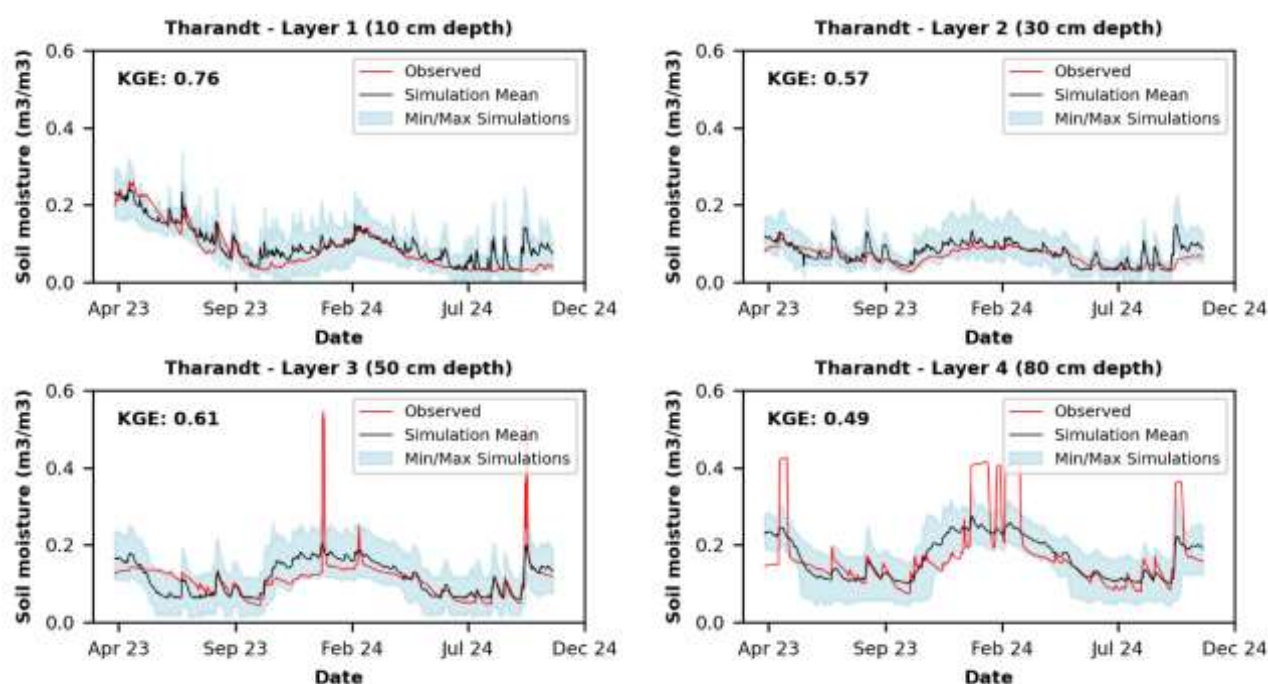 Tharandt - Layer 1 (10 cm depth)
KGE: 0.76
Observed
Simulation Mean
Min/Max Simulations
Soil moisture (m3/m3)
0.6
0.4
0.2
0.0
Apr 23 Sep 23 Feb 24 Jul 24 Dec 24
Date
Tharandt - Layer 2 (30 cm depth)
KGE: 0.57
Observed
Simulation Mean
Min/Max Simulations
Soil moisture (m3/m3)
0.6
0.4
0.2
0.0
Apr 23 Sep 23 Feb 24 Jul 24 Dec 24
Date
Tharandt - Layer 3 (50 cm depth)
KGE: 0.61
Observed
Simulation Mean
Min/Max Simulations
Soil moisture (m3/m3)
0.6
0.4
0.2
0.0
Apr 23 Sep 23 Feb 24 Jul 24 Dec 24
Date
Tharandt - Layer 4 (80 cm depth)
KGE: 0.49
Observed
Simulation Mean
Min/Max Simulations
Soil moisture (m3/m3)
0.6
0.4
0.2
0.0
Apr 23 Sep 23 Feb 24 Jul 24 Dec 24
Date